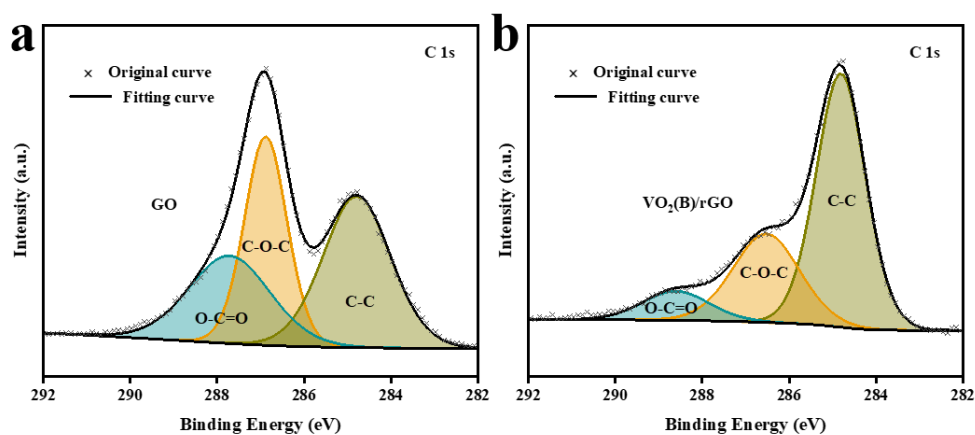 a
C 1s
× Original curve
Fitting curve
GO
C-O-C
C-C
O-C=O
Intensity (a.u.)
292 290 288 286 284 282
Binding Energy (eV)
b
C 1s
× Original curve
Fitting curve
VO₂(B)/rGO
C-C
C-O-C
O-C=O
Intensity (a.u.)
292 290 288 286 284 282
Binding Energy (eV)